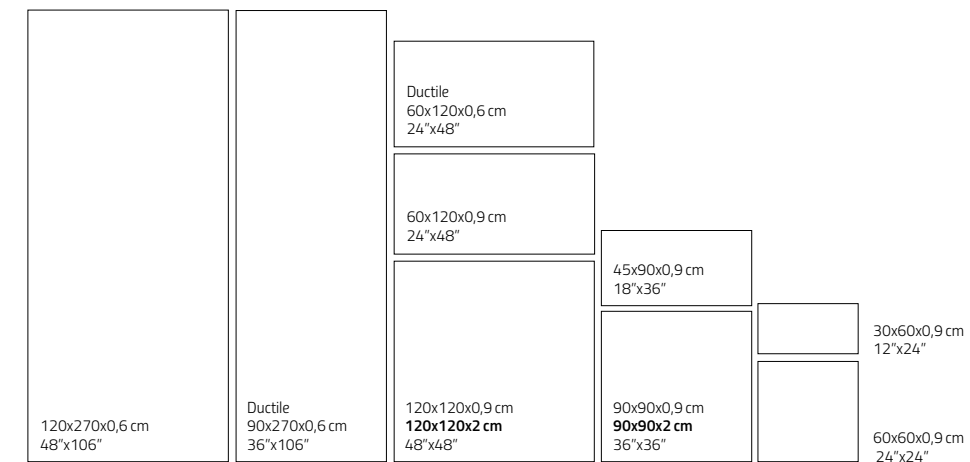 120x270x0,6 cm
48”x106”
Ductile
90x270x0,6 cm
36”x106”
Ductile
60x120x0,6 cm
24”x48”
60x120x0,9 cm
24”x48”
120x120x0,9 cm
120x120x2 cm
48”x48”
45x90x0,9 cm
18”x36”
90x90x0,9 cm
90x90x2 cm
36”x36”
30x60x0,9 cm
12”x24”
60x60x0,9 cm
24”x24”